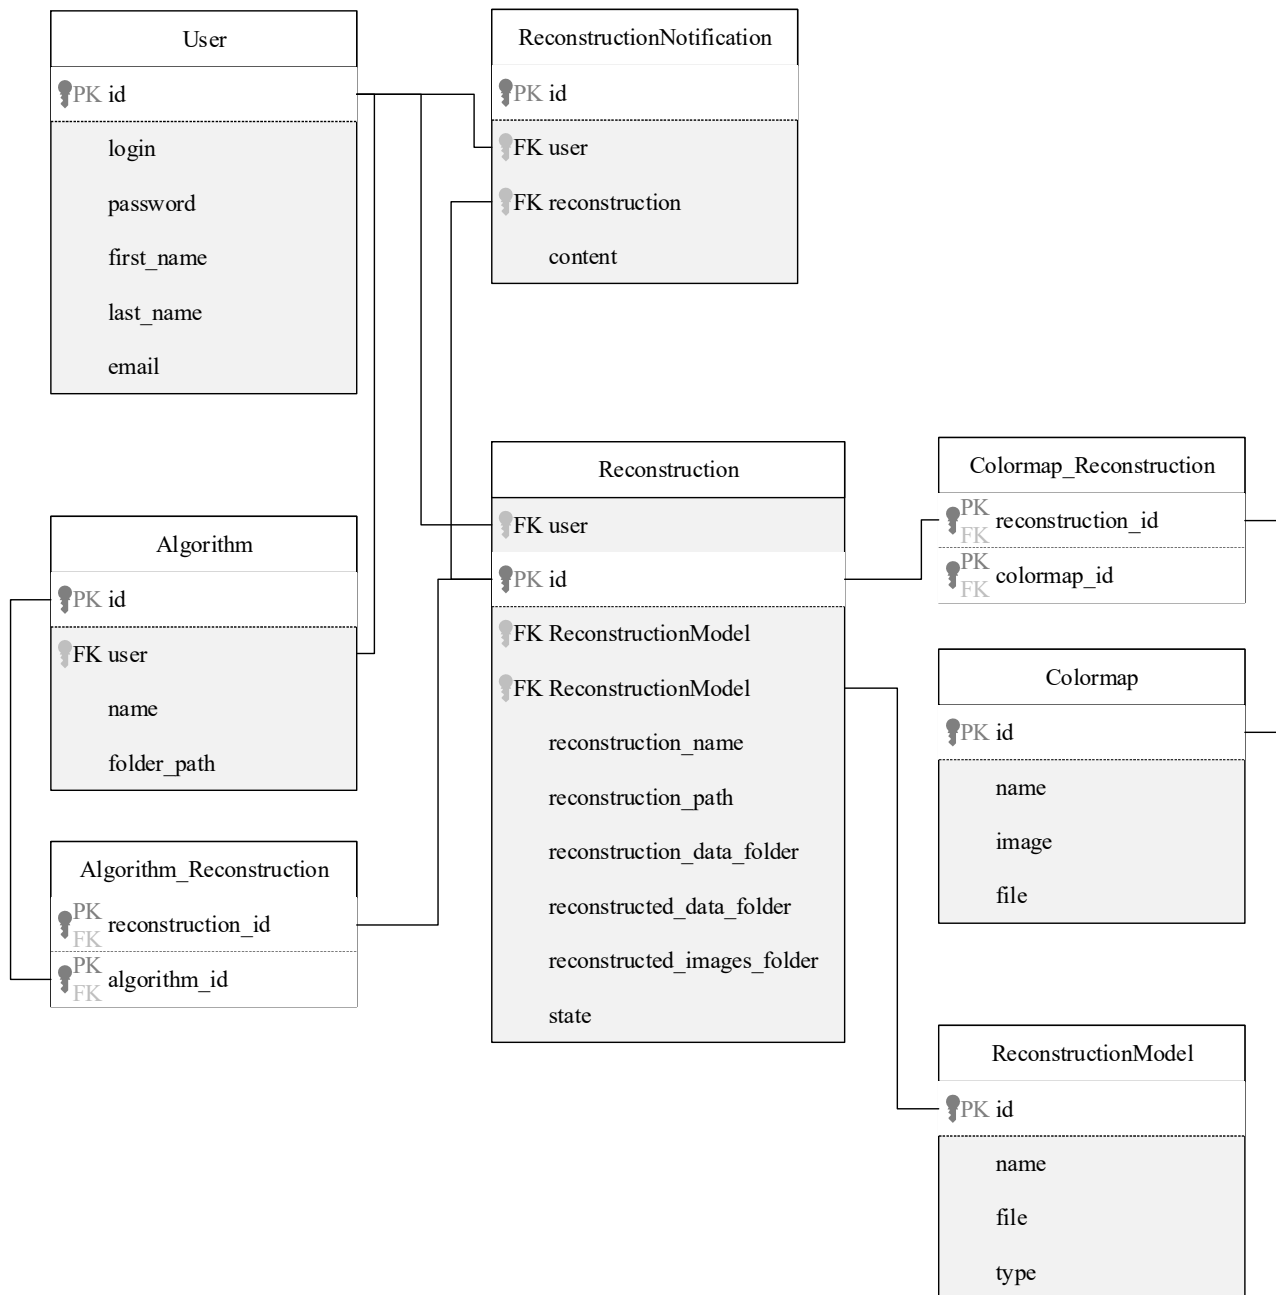 User
PK id
login
password
first_name
last_name
email
ReconstructionNotification
PK id
FK user
FK reconstruction
content
Algorithm
PK id
FK user
name
folder_path
Algorithm_Reconstruction
PK
FK
reconstruction_id
PK
FK
algorithm_id
Reconstruction
FK user
PK id
FK ReconstructionModel
FK ReconstructionModel
reconstruction_name
reconstruction_path
reconstruction_data_folder
reconstructed_data_folder
reconstructed_images_folder
state
Colormap_Reconstruction
PK
FK
reconstruction_id
PK
FK
colormap_id
Colormap
PK id
name
image
file
ReconstructionModel
PK id
name
file
type